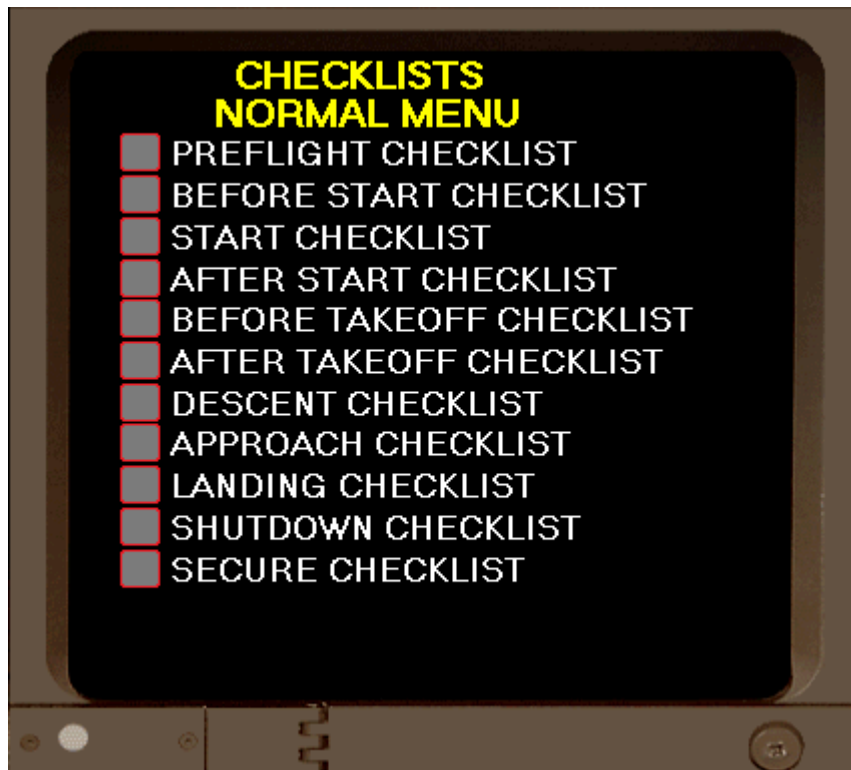 CHECKLISTS
NORMAL MENU
PREFLIGHT CHECKLIST
BEFORE START CHECKLIST
START CHECKLIST
AFTER START CHECKLIST
BEFORE TAKEOFF CHECKLIST
AFTER TAKEOFF CHECKLIST
DESCENT CHECKLIST
APPROACH CHECKLIST
LANDING CHECKLIST
SHUTDOWN CHECKLIST
SECURE CHECKLIST